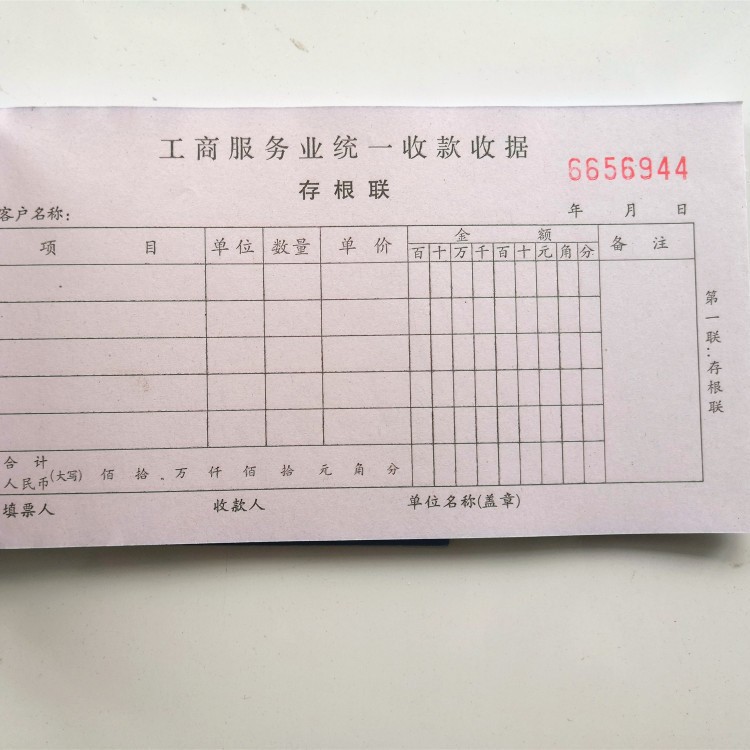 工商服务业统一收款收据
6656944
存根联
客户名称: 年 月 日
项 目 单位 数量 单价 金额 备注
百 十 万 千 百 十 元 角 分
第一联:存根联
合计
人民币(大写) 佰 拾 万 仟 佰 拾 元 角 分
填票人 收款人 单位名称(盖章)